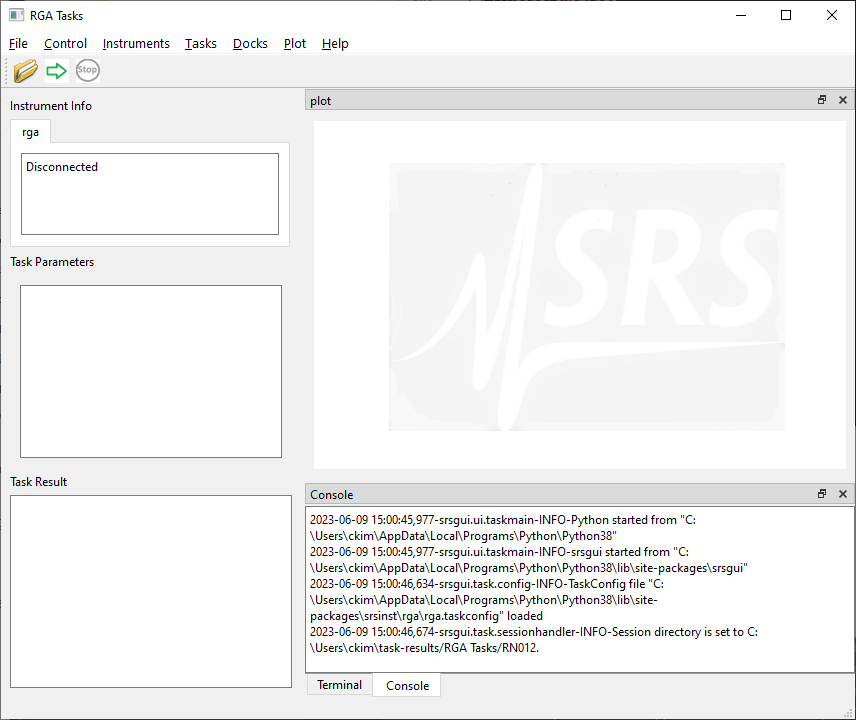 RGA Tasks
File Control Instruments Tasks Docks Plot Help
Stop
Instrument Info
rga
Disconnected
Task Parameters
Task Result
plot
SRS
Console
2023-06-09 15:00:45,977-srsgui.ui.taskmain-INFO-Python started from "C:
\Users\ckim\AppData\Local\Programs\Python\Python38"
2023-06-09 15:00:45,977-srsgui.ui.taskmain-INFO-srsgui started from "C:
\Users\ckim\AppData\Local\Programs\Python\Python38\lib\site-packages\srsgui"
2023-06-09 15:00:46,634-srsgui.task.config-INFO-TaskConfig file "C:
\Users\ckim\AppData\Local\Programs\Python\Python38\lib\site-
packages\srsinst\rga\rga.taskconfig" loaded
2023-06-09 15:00:46,674-srsgui.task.sessionhandler-INFO-Session directory is set to C:
\Users\ckim\task-results/RGA Tasks/RN012.
Terminal Console